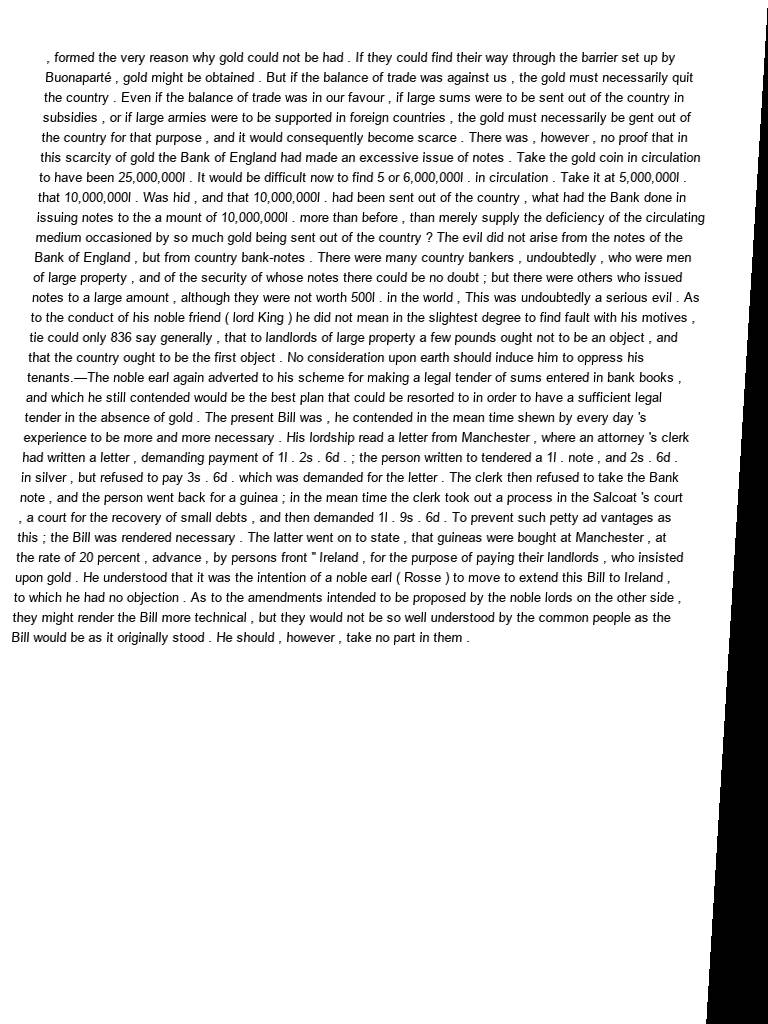 , formed the very reason why gold could not be had . If they could find their way through the barrier set up by
Buonaparté , gold might be obtained . But if the balance of trade was against us , the gold must necessarily quit
the country . Even if the balance of trade was in our favour , if large sums were to be sent out of the country in
subsidies , or if large armies were to be supported in foreign countries , the gold must necessarily be gent out of
the country for that purpose , and it would consequently become scarce . There was , however , no proof that in
this scarcity of gold the Bank of England had made an excessive issue of notes . Take the gold coin in circulation
to have been 25,000,000l . It would be difficult now to find 5 or 6,000,000l . in circulation . Take it at 5,000,000l .
that 10,000,000l . Was hid , and that 10,000,000l . had been sent out of the country , what had the Bank done in
issuing notes to the a mount of 10,000,000l . more than before , than merely supply the deficiency of the circulating
medium occasioned by so much gold being sent out of the country ? The evil did not arise from the notes of the
Bank of England , but from country bank-notes . There were many country bankers , undoubtedly , who were men
of large property , and of the security of whose notes there could be no doubt ; but there were others who issued
notes to a large amount , although they were not worth 500l . in the world , This was undoubtedly a serious evil . As
to the conduct of his noble friend ( lord King ) he did not mean in the slightest degree to find fault with his motives ,
tie could only 836 say generally , that to landlords of large property a few pounds ought not to be an object , and
that the country ought to be the first object . No consideration upon earth should induce him to oppress his
tenants.—The noble earl again adverted to his scheme for making a legal tender of sums entered in bank books ,
and which he still contended would be the best plan that could be resorted to in order to have a sufficient legal
tender in the absence of gold . The present Bill was , he contended in the mean time shewn by every day 's
experience to be more and more necessary . His lordship read a letter from Manchester , where an attorney 's clerk
had written a letter , demanding payment of 1l . 2s . 6d . ; the person written to tendered a 1l . note , and 2s . 6d .
in silver , but refused to pay 3s . 6d . which was demanded for the letter . The clerk then refused to take the Bank
note , and the person went back for a guinea ; in the mean time the clerk took out a process in the Salcoat 's court
, a court for the recovery of small debts , and then demanded 1l . 9s . 6d . To prevent such petty ad vantages as
this ; the Bill was rendered necessary . The latter went on to state , that guineas were bought at Manchester , at
the rate of 20 percent , advance , by persons front " Ireland , for the purpose of paying their landlords , who insisted
upon gold . He understood that it was the intention of a noble earl ( Rosse ) to move to extend this Bill to Ireland ,
to which he had no objection . As to the amendments intended to be proposed by the noble lords on the other side ,
they might render the Bill more technical , but they would not be so well understood by the common people as the
Bill would be as it originally stood . He should , however , take no part in them .